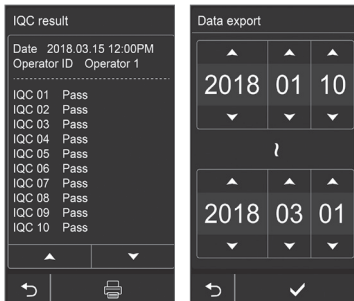 IQC result
Date 2018.03.15 12:00PM
Operator ID Operator 1
IQC 01 Pass
IQC 02 Pass
IQC 03 Pass
IQC 04 Pass
IQC 05 Pass
IQC 06 Pass
IQC 07 Pass
IQC 08 Pass
IQC 09 Pass
IQC 10 Pass
Data export
2018 01 10
~
2018 03 01